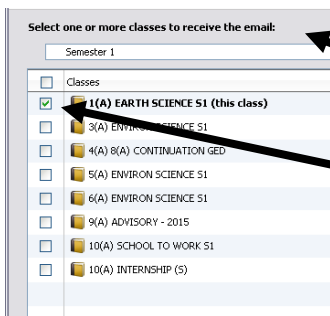 Select one or more classes to receive the email:
Semester 1
Classes
1(A) EARTH SCIENCE S1 (this class)
3(A) ENVIRON SCIENCE S1
4(A) 8(A) CONTINUATION GED
5(A) ENVIRON SCIENCE S1
6(A) ENVIRON SCIENCE S1
9(A) ADVISORY - 2015
10(A) SCHOOL TO WORK S1
10(A) INTERNSHIP (S)